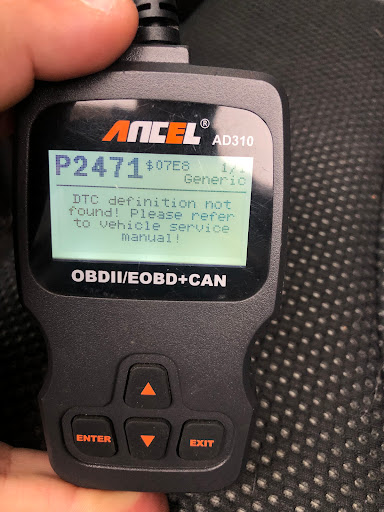 ANCEL®
AD310
P2471 $07E8 1/1
Generic
DTC definition not
found! Please refer
to vehicle service
manual!
OBDII/EOBD+CAN
ENTER
EXIT